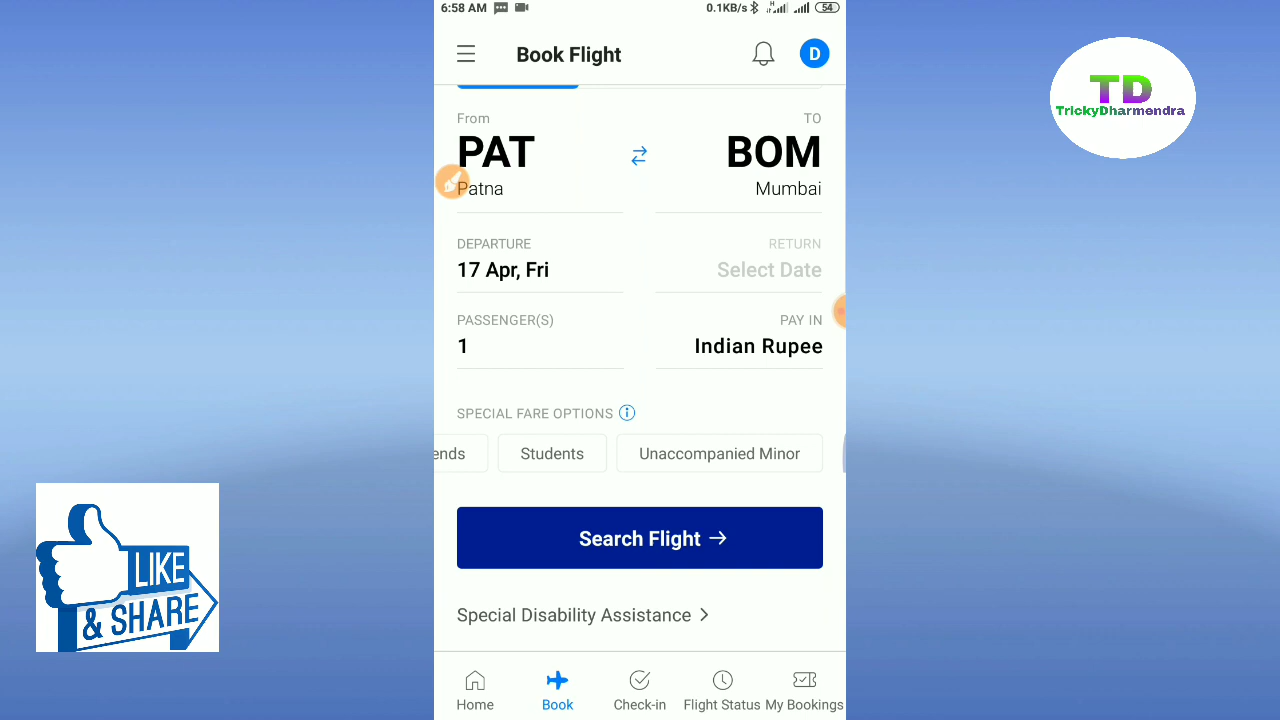 6:58 AM
0.1KB/s
H
54
Book Flight
D
TD
TrickyDharmendra
From
TO
PAT
BOM
Patna
Mumbai
DEPARTURE
RETURN
17 Apr, Fri
Select Date
PASSENGER(S)
PAY IN
1
Indian Rupee
SPECIAL FARE OPTIONS
ends
Students
Unaccompanied Minor
Search Flight
LIKE
& SHARE
Special Disability Assistance
Home
Book
Check-in
Flight Status
My Bookings